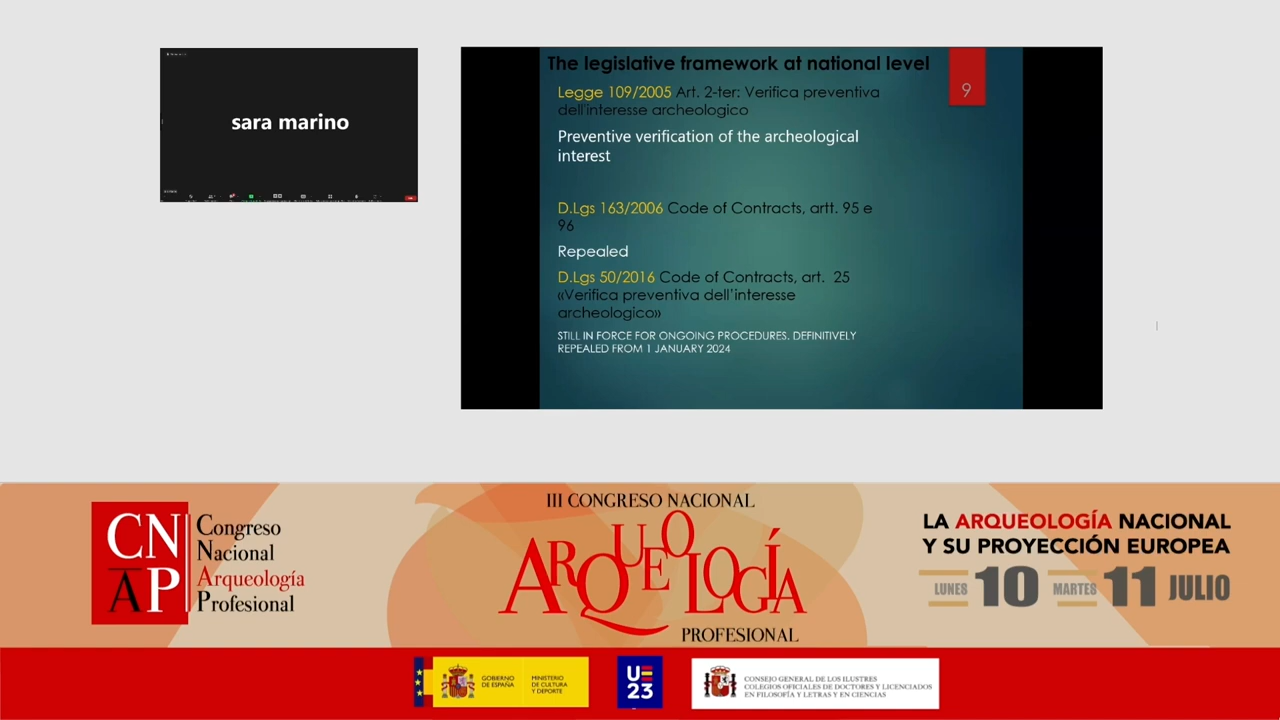 sara marino
The legislative framework at national level
9
Legge 109/2005 Art. 2-ter: Verifica preventiva
dell'interesse archeologico
Preventive verification of the archeological
interest
D.Lgs 163/2006 Code of Contracts, artt. 95 e
96
Repealed
D.Lgs 50/2016 Code of Contracts, art. 25
«Verifica preventiva dell'interesse
archeologico»
STILL IN FORCE FOR ONGOING PROCEDURES. DEFINITIVELY
REPEALED FROM 1 JANUARY 2024
CN
AP
Congreso
Nacional
Arqueología
Profesional
III CONGRESO NACIONAL
ARQUEOLOGÍA
PROFESIONAL
LA ARQUEOLOGÍA NACIONAL
Y SU PROYECCIÓN EUROPEA
LUNES 10 MARTES 11 JULIO
GOBIERNO
DE ESPAÑA
MINISTERIO
DE CULTURA
Y DEPORTE
UE
23
CONSEJO GENERAL DE LOS ILUSTRES
COLEGIOS OFICIALES DE DOCTORES Y LICENCIADOS
EN FILOSOFÍA Y LETRAS Y EN CIENCIAS